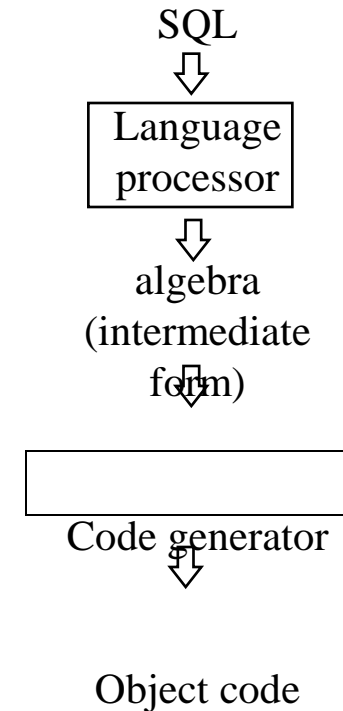 SQL
Language
processor
algebra
(intermediate
form)
Code generator
Object code